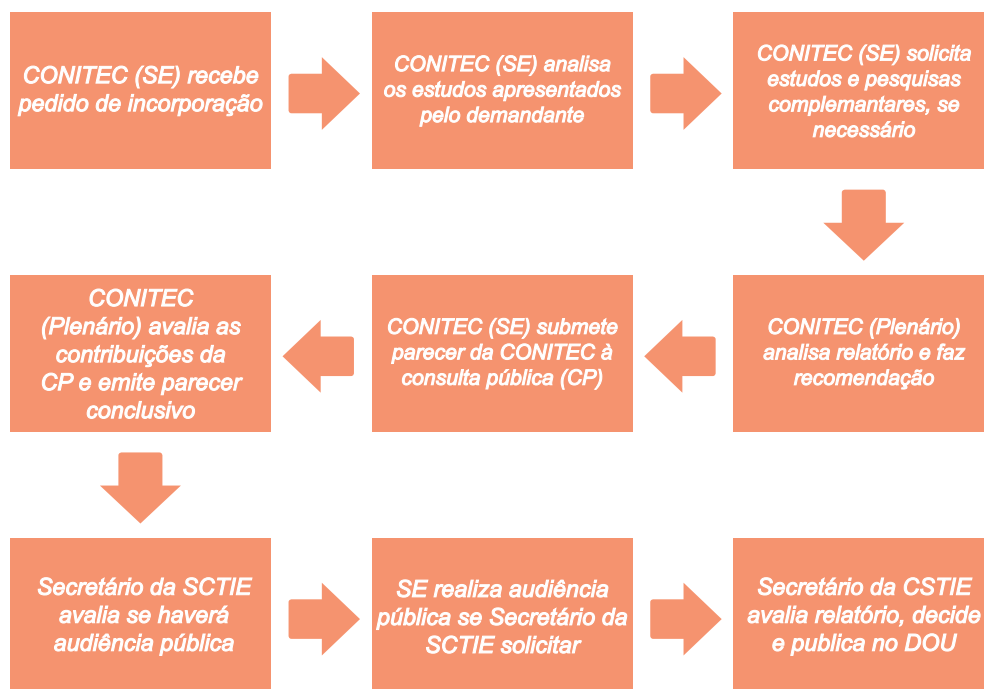 CONITEC (SE) recebe
pedido de incorporação
CONITEC (SE) analisa
os estudos apresentados
pelo demandante
CONITEC (SE) solicita
estudos e pesquisas
complemantares, se
necessário
CONITEC (Plenário)
analisa relatório e faz
recomendação
CONITEC (SE) submete
parecer da CONITEC à
consulta pública (CP)
CONITEC
(Plenário) avalia as
contribuições da
CP e emite parecer
conclusivo
Secretário da SCTIE
avalia se haverá
audiência pública
SE realiza audiência
pública se Secretário da
SCTIE solicitar
Secretário da CSTIE
avalia relatório, decide
e publica no DOU